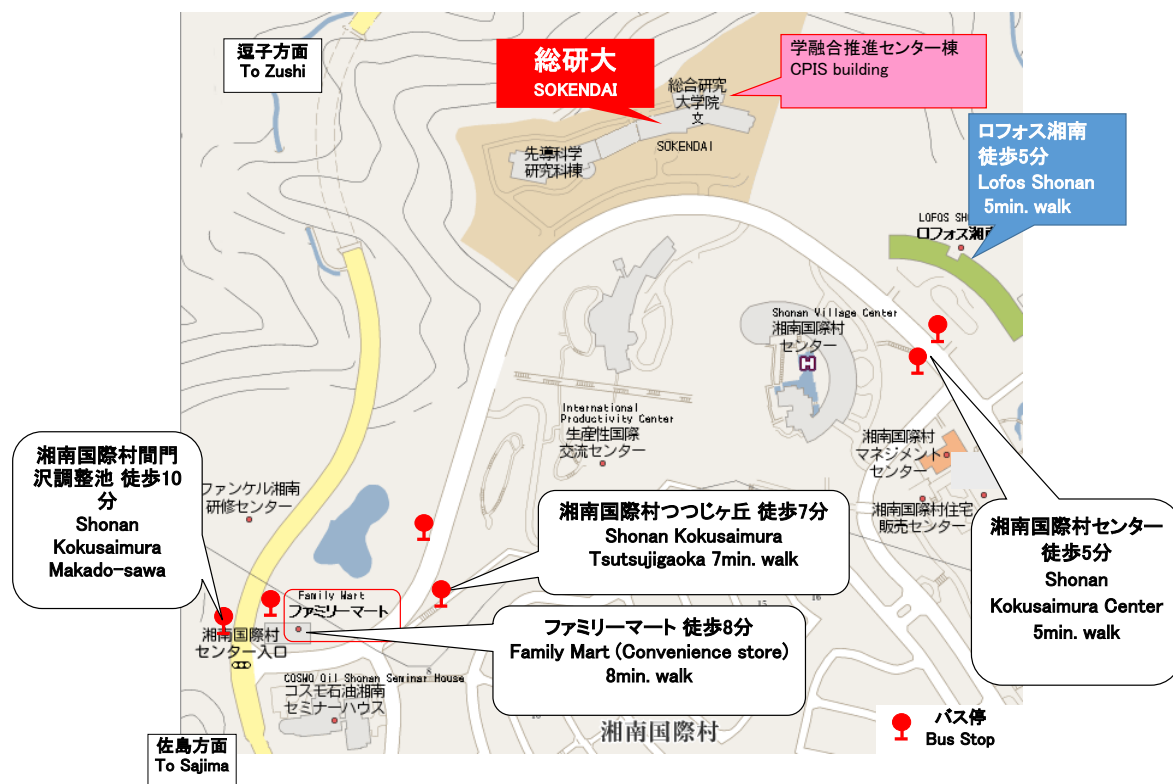 逗子方面
To Zushi
総研大
SOKENDAI
学融合推進センター棟
CPIS building
総合研究
大学院
文
SOKENDAI
先導科学
研究科棟
ロフォス湘南
徒歩5分
Lofos Shonan
5min. walk
LOFOS SH
ロフォス湘南
Shonan Village Center
湘南国際村
センター
H
International
Productivity Center
生産性国際
交流センター
湘南国際村
マネジメント
センター
湘南国際村住宅
販売センター
湘南国際村間門
沢調整池 徒歩10
分
Shonan
Kokusaimura
Makado-sawa
ファンケル湘南
研修センター
湘南国際村つつじヶ丘 徒歩7分
Shonan Kokusaimura
Tsutsujigaoka 7min. walk
湘南国際村センター
徒歩5分
Shonan
Kokusaimura Center
5min. walk
Family Mart
ファミリーマート
ファミリーマート 徒歩8分
Family Mart (Convenience store)
8min. walk
15
16
湘南国際村
センター入口
COSMO Oil Shonan Seminar House
コスモ石油湘南
セミナーハウス
湘南国際村
バス停
Bus Stop
佐島方面
To Sajima